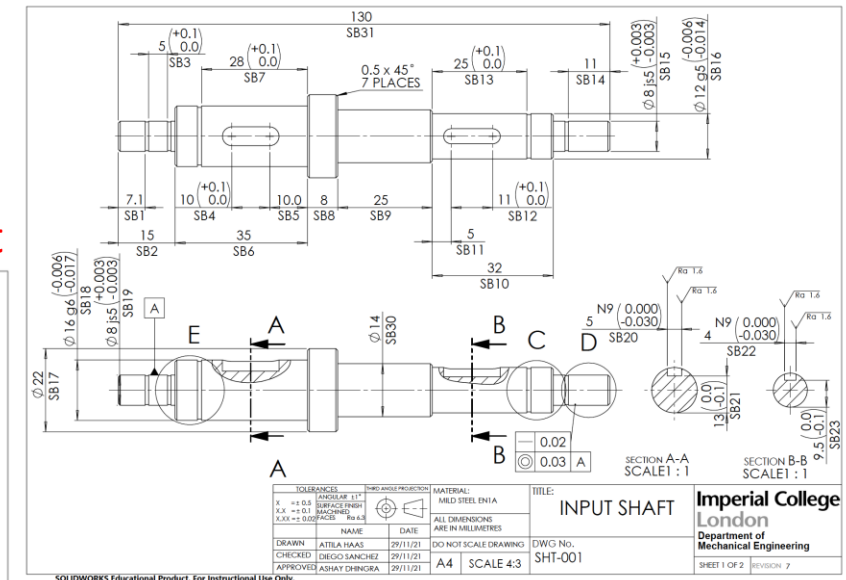 130
SB31
5 (+0.1 0.0)
SB3
28 (+0.1 0.0)
SB7
0.5 x 45°
7 PLACES
25 (+0.1 0.0)
SB13
11
SB14
Ø 8 js5 (+0.003 -0.003)
SB15
Ø 12 g5 (-0.006 -0.014)
SB16
7.1
SB1
10 (+0.1 0.0)
SB4
10.0
SB5
8
SB8
25
SB9
11 (+0.1 0.0)
SB12
15
SB2
35
SB6
5
SB11
32
SB10
Ø 16 g6 (-0.006 -0.017)
SB18
Ø 8 js5 (+0.003 -0.003)
SB19
A
E
A
Ø 14
SB30
B
C
D
Ø 22
SB17
A
B
0.02
0.03 A
Ra 1.6
Ra 1.6
5 N9 (0.000 -0.030)
SB20
Ra 1.6
Ra 1.6
4 N9 (0.000 -0.030)
SB22
13 (0.0 -0.1)
SB21
9.5 (0.0 -0.1)
SB23
SECTION A-A
SCALE1 : 1
SECTION B-B
SCALE1 : 1
TOLERANCES
X =± 0.5
X.X =± 0.1
X.XX =± 0.02
ANGULAR ±1°
SURFACE FINISH
MACHINED
FACES Ra 6.3
THIRD ANGLE PROJECTION
NAME DATE
DRAWN ATTILA HAAS 29/11/21
CHECKED DIEGO SANCHEZ 29/11/21
APPROVED ASHAY DHINGRA 29/11/21
MATERIAL:
MILD STEEL EN1A
ALL DIMENSIONS
ARE IN MILLIMETRES
DO NOT SCALE DRAWING
A4 SCALE 4:3
TITLE:
INPUT SHAFT
DWG No.
SHT-001
Imperial College
London
Department of
Mechanical Engineering
SHEET 1 OF 2 REVISION 7
SOLIDWORKS Educational Product. For Instructional Use Only.